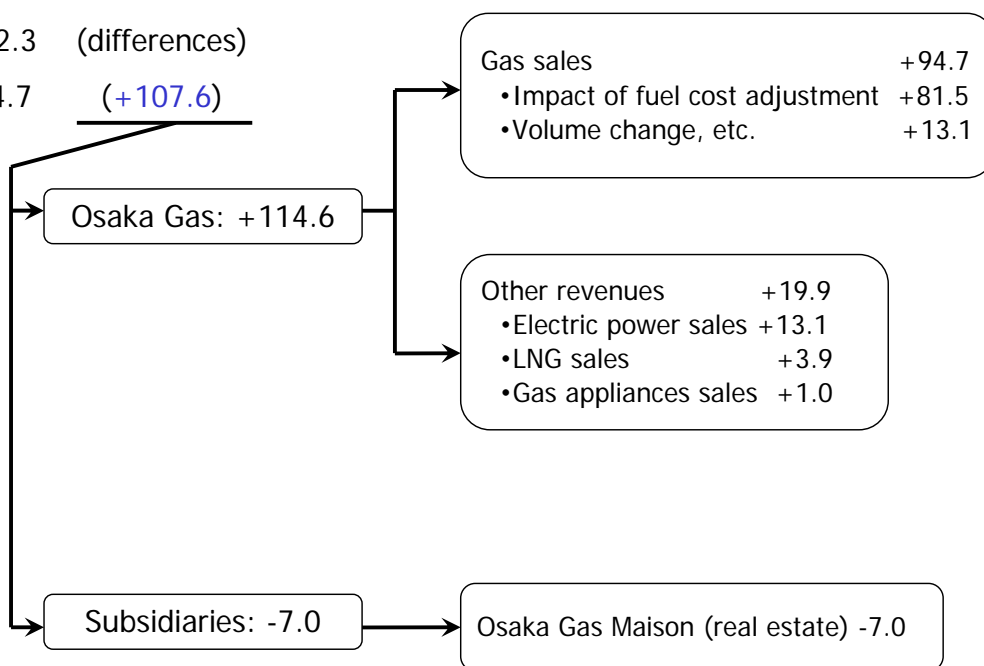 2.3 (differences)
4.7 (+107.6)
Gas sales +94.7
•Impact of fuel cost adjustment +81.5
•Volume change, etc. +13.1
Osaka Gas: +114.6
Other revenues +19.9
•Electric power sales +13.1
•LNG sales +3.9
•Gas appliances sales +1.0
Subsidiaries: -7.0
Osaka Gas Maison (real estate) -7.0